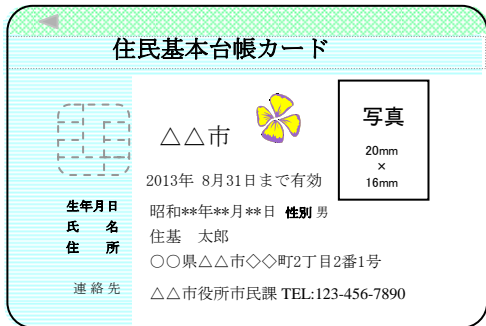 住民基本台帳カード
△△市
写真
20mm
×
16mm
2013年 8月31日まで有効
生年月日 昭和**年**月**日 性別 男
氏 名 住基 太郎
住 所 〇〇県△△市◇◇町2丁目2番1号
連絡先 △△市役所市民課 TEL:123-456-7890